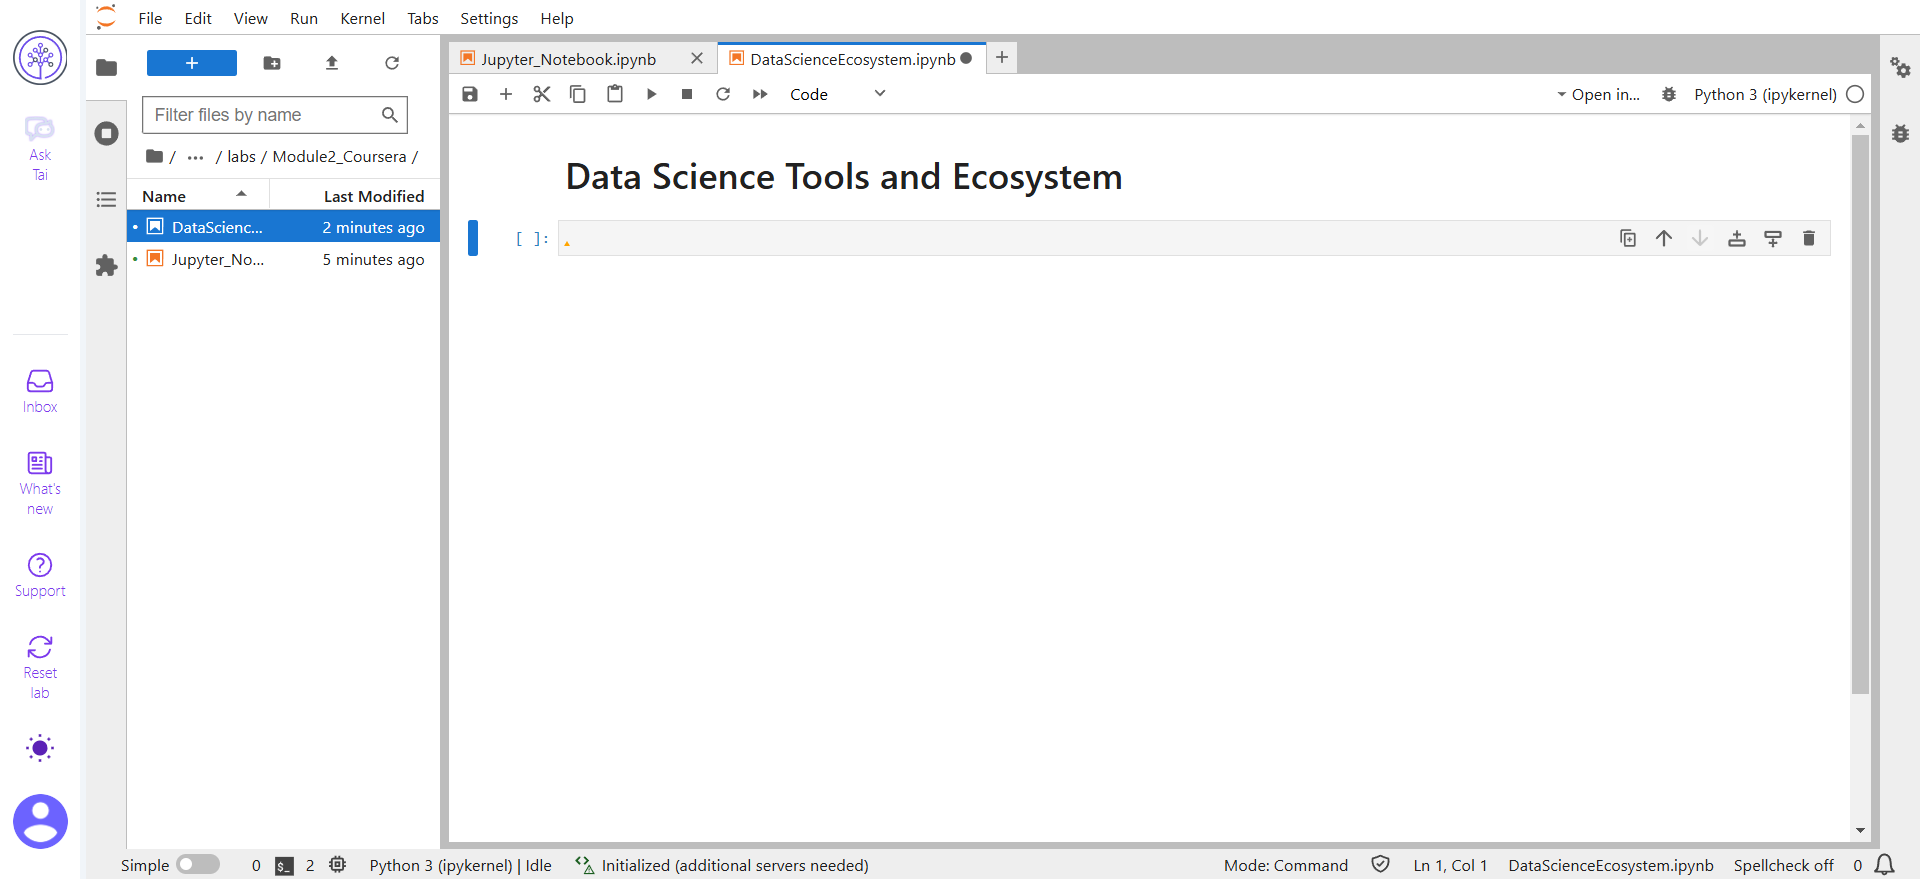 File Edit View Run Kernel Tabs Settings Help
Ask
Tai
Inbox
What's
new
Support
Reset
lab
+
Filter files by name
/ ... / labs / Module2_Coursera /
Name Last Modified
DataScienc... 2 minutes ago
Jupyter_No... 5 minutes ago
Jupyter_Notebook.ipynb DataScienceEcosystem.ipynb
Code Open in... Python 3 (ipykernel)
Data Science Tools and Ecosystem
[ ]:
Simple 0 2 Python 3 (ipykernel) | Idle Initialized (additional servers needed) Mode: Command Ln 1, Col 1 DataScienceEcosystem.ipynb Spellcheck off 0